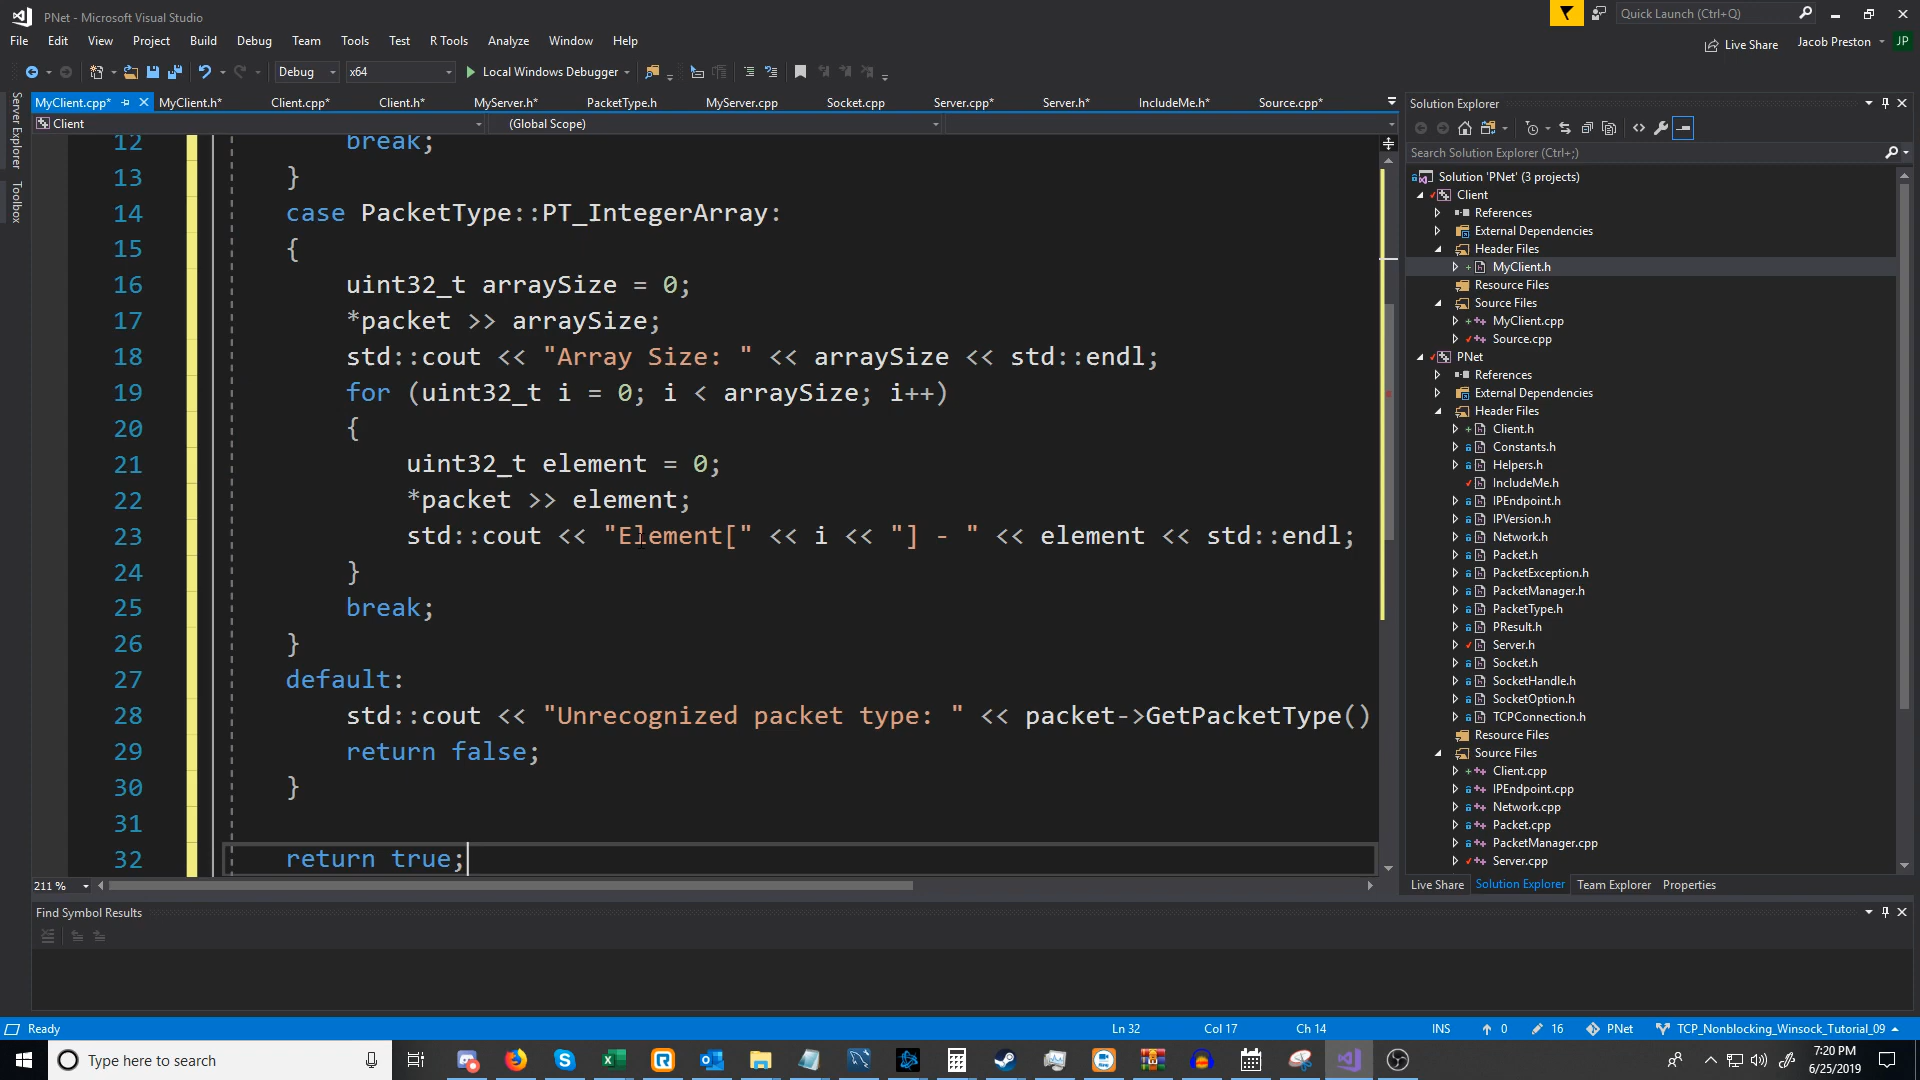 PNet - Microsoft Visual Studio
Quick Launch (Ctrl+Q)
File Edit View Project Build Debug Team Tools Test R Tools Analyze Window Help
Live Share
Jacob Preston
JP
Debug x64 Local Windows Debugger
MyClient.cpp* MyClient.h* Client.cpp* Client.h* MyServer.h* PacketType.h MyServer.cpp Socket.cpp Server.cpp* Server.h* IncludeMe.h* Source.cpp*
Client (Global Scope)
Server Explorer
Toolbox
12 break;
13 }
14 case PacketType::PT_IntegerArray:
15 {
16 uint32_t arraySize = 0;
17 *packet >> arraySize;
18 std::cout << "Array Size: " << arraySize << std::endl;
19 for (uint32_t i = 0; i < arraySize; i++)
20 {
21 uint32_t element = 0;
22 *packet >> element;
23 std::cout << "Element[" << i << "] - " << element << std::endl;
24 }
25 break;
26 }
27 default:
28 std::cout << "Unrecognized packet type: " << packet->GetPacketType()
29 return false;
30 }
31
32 return true;
211 %
Solution Explorer
Search Solution Explorer (Ctrl+;)
Solution 'PNet' (3 projects)
Client
References
External Dependencies
Header Files
MyClient.h
Resource Files
Source Files
MyClient.cpp
Source.cpp
PNet
References
External Dependencies
Header Files
Client.h
Constants.h
Helpers.h
IncludeMe.h
IPEndpoint.h
IPVersion.h
Network.h
Packet.h
PacketException.h
PacketManager.h
PacketType.h
PResult.h
Server.h
Socket.h
SocketHandle.h
SocketOption.h
TCPConnection.h
Resource Files
Source Files
Client.cpp
IPEndpoint.cpp
Network.cpp
Packet.cpp
PacketManager.cpp
Server.cpp
Live Share Solution Explorer Team Explorer Properties
Find Symbol Results
Ready Ln 32 Col 17 Ch 14 INS 0 16 PNet TCP_Nonblocking_Winsock_Tutorial_09
Type here to search
7:20 PM
6/25/2019